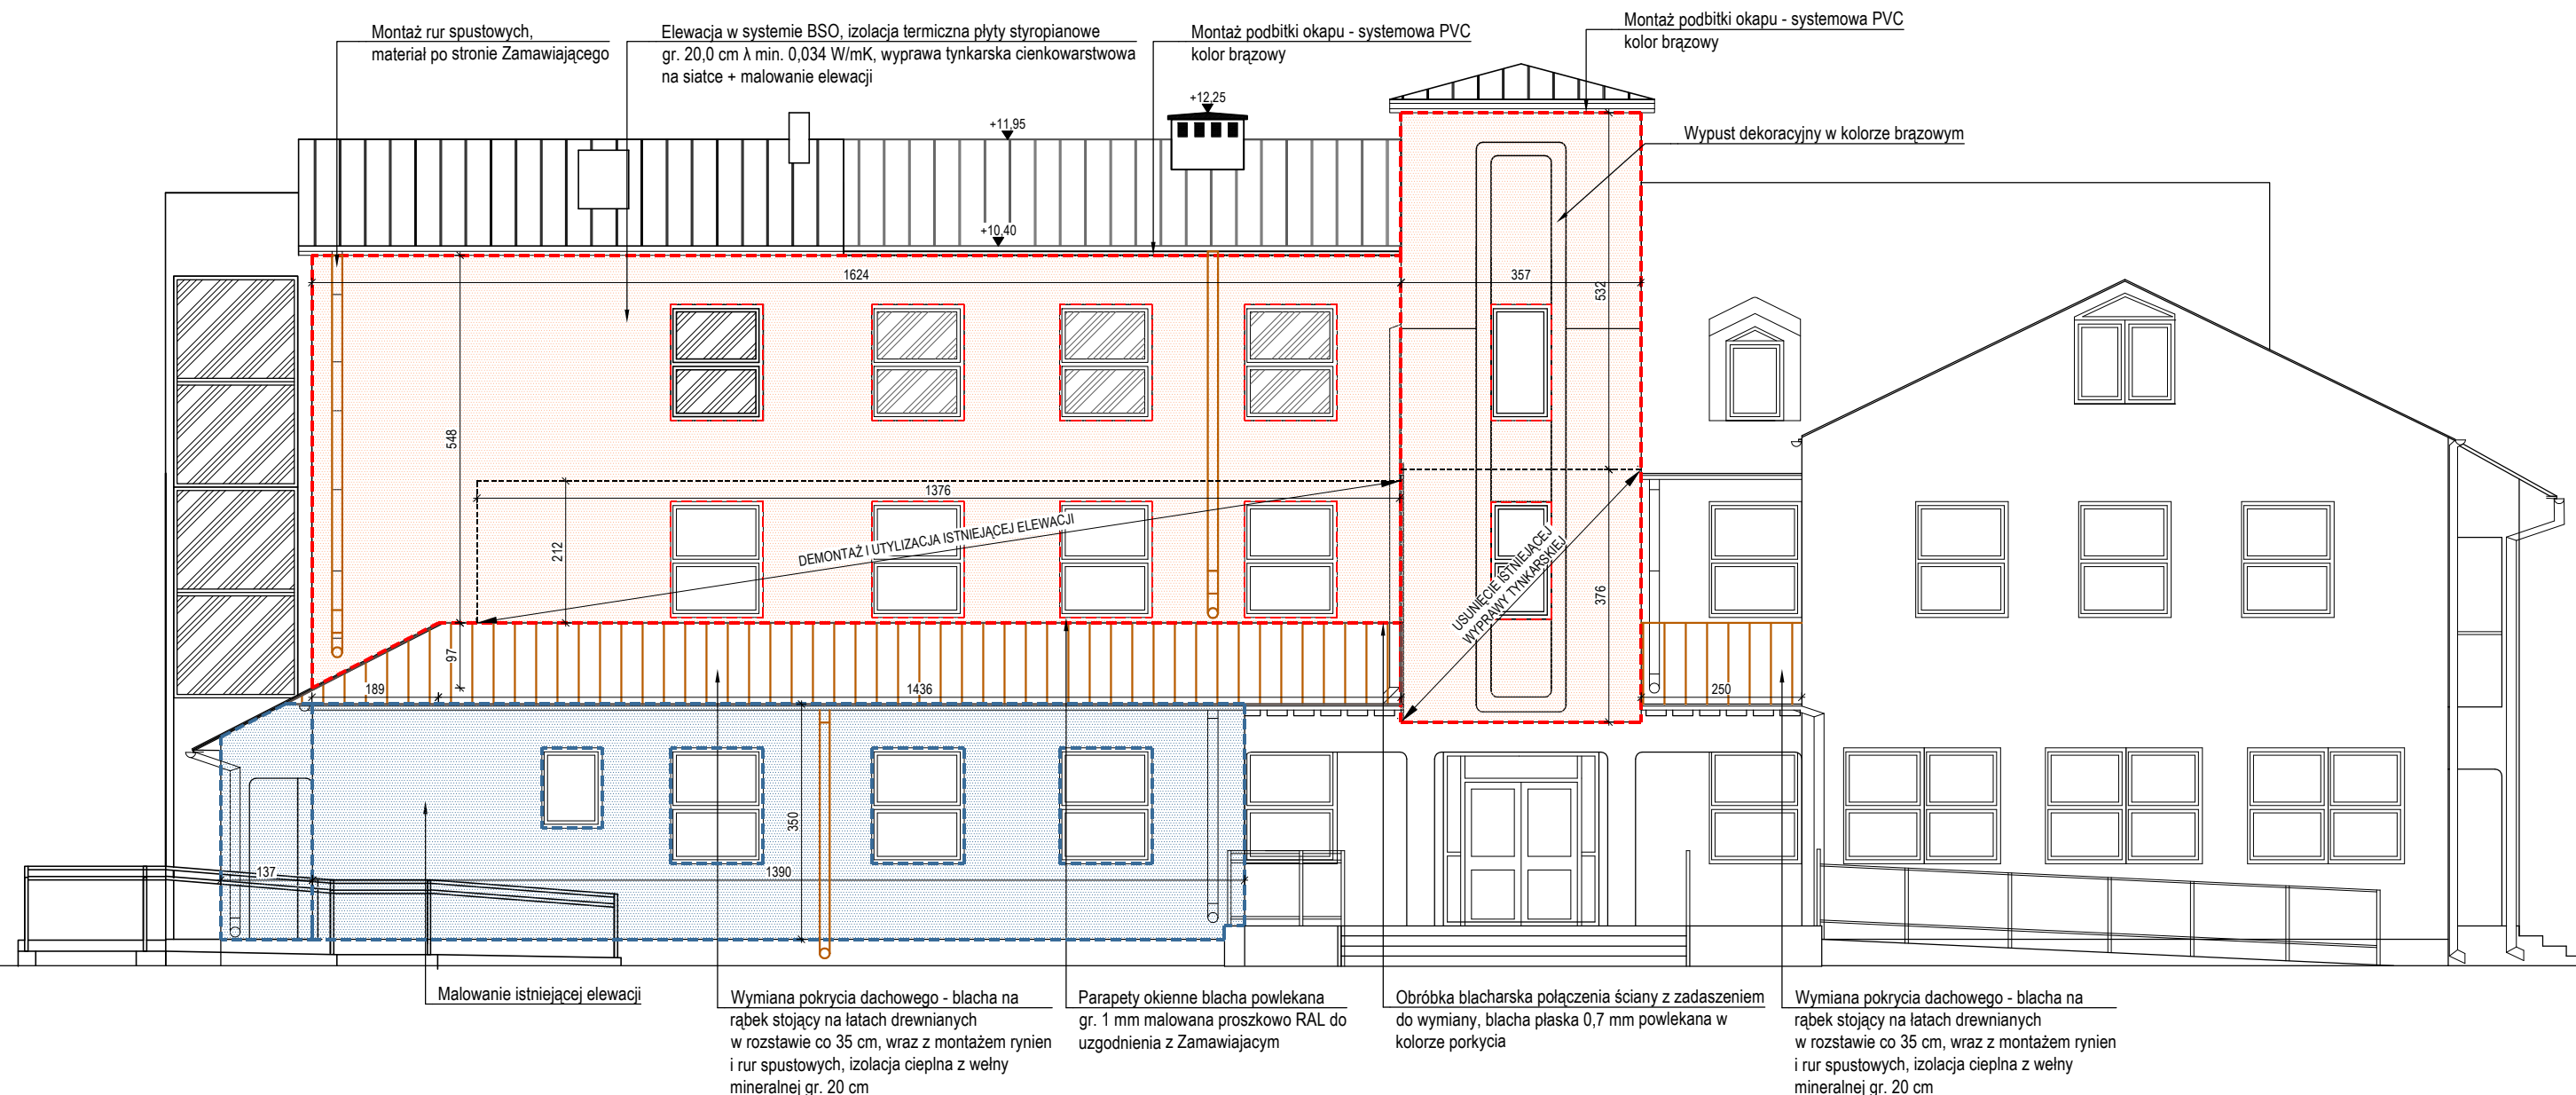 Montaż rur spustowych,
materiał po stronie Zamawiającego
Elewacja w systemie BSO, izolacja termiczna płyty styropianowe
gr. 20,0 cm λ min. 0,034 W/mK, wyprawa tynkarska cienkowarstwowa
na siatce + malowanie elewacji
Montaż podbitki okapu - systemowa PVC
kolor brązowy
Montaż podbitki okapu - systemowa PVC
kolor brązowy
Wypust dekoracyjny w kolorze brązowym
+12,25
+11,95
+10,40
1624
357
532
548
1376
212
DEMONTAŻ I UTYLIZACJA ISTNIEJĄCEJ ELEWACJI
USUNIĘCIE ISTNIEJĄCEJ
WYPRAWY TYNKARSKIEJ
376
97
189
1436
250
350
137
1390
Malowanie istniejącej elewacji
Wymiana pokrycia dachowego - blacha na
rąbek stojący na łatach drewnianych
w rozstawie co 35 cm, wraz z montażem rynien
i rur spustowych, izolacja cieplna z wełny
mineralnej gr. 20 cm
Parapety okienne blacha powlekana
gr. 1 mm malowana proszkowo RAL do
uzgodnienia z Zamawiajacym
Obróbka blacharska połączenia ściany z zadaszeniem
do wymiany, blacha płaska 0,7 mm powlekana w
kolorze porkycia
Wymiana pokrycia dachowego - blacha na
rąbek stojący na łatach drewnianych
w rozstawie co 35 cm, wraz z montażem rynien
i rur spustowych, izolacja cieplna z wełny
mineralnej gr. 20 cm